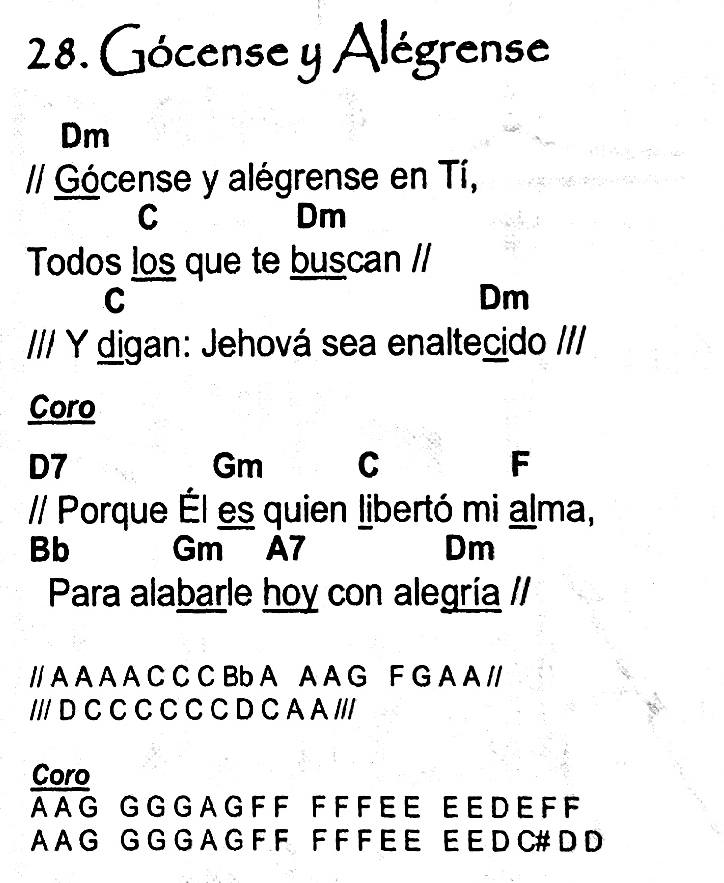 28. Gócense y Alégrense
Dm
// Gócense y alégrense en Tí,
C Dm
Todos los que te buscan //
C Dm
/// Y digan: Jehová sea enaltecido ///
Coro
D7 Gm C F
// Porque Él es quien libertó mi alma,
Bb Gm A7 Dm
Para alabarle hoy con alegría //
//A A A A C C C Bb A A A G F G A A//
///D C C C C C C D C A A///
Coro
A A G G G G A G F F F F F E E E E D E F F
A A G G G G A G F F F F F E E E E D C# D D